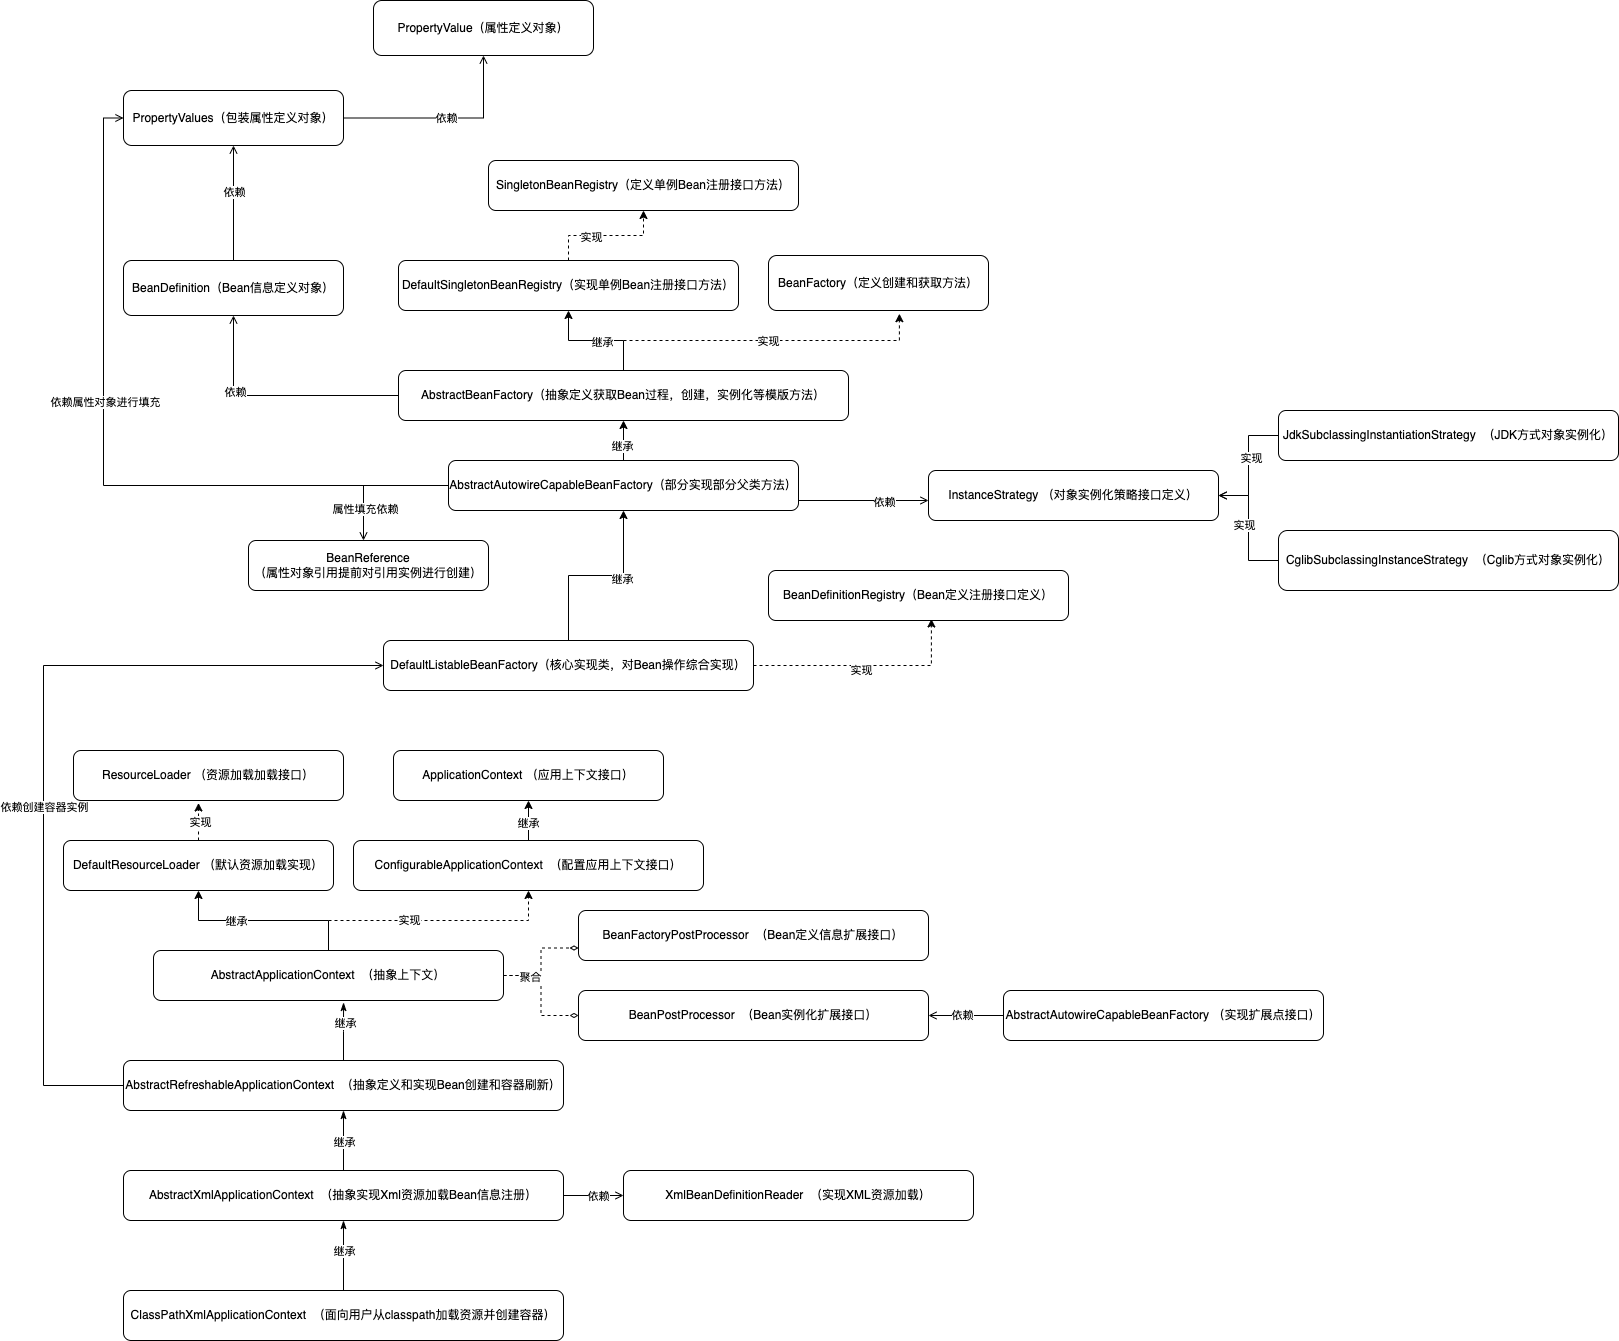 PropertyValue（属性定义对象）
PropertyValues（包装属性定义对象）
依赖
SingletonBeanRegistry（定义单例Bean注册接口方法）
依赖
实现
BeanDefinition（Bean信息定义对象）
DefaultSingletonBeanRegistry（实现单例Bean注册接口方法）
BeanFactory（定义创建和获取方法）
继承
实现
依赖
AbstractBeanFactory（抽象定义获取Bean过程，创建，实例化等模版方法）
依赖属性对象进行填充
继承
JdkSubclassingInstantiationStrategy （JDK方式对象实例化）
实现
AbstractAutowireCapableBeanFactory（部分实现部分父类方法）
依赖
InstanceStrategy （对象实例化策略接口定义）
属性填充依赖
实现
BeanReference
（属性对象引用提前对引用实例进行创建）
CglibSubclassingInstanceStrategy （Cglib方式对象实例化）
继承
BeanDefinitionRegistry（Bean定义注册接口定义）
DefaultListableBeanFactory（核心实现类，对Bean操作综合实现）
实现
ResourceLoader （资源加载加载接口）
ApplicationContext （应用上下文接口）
依赖创建容器实例
实现
继承
DefaultResourceLoader （默认资源加载实现）
ConfigurableApplicationContext （配置应用上下文接口）
继承
实现
BeanFactoryPostProcessor （Bean定义信息扩展接口）
AbstractApplicationContext （抽象上下文）
聚合
BeanPostProcessor （Bean实例化扩展接口）
依赖
AbstractAutowireCapableBeanFactory （实现扩展点接口）
继承
AbstractRefreshableApplicationContext （抽象定义和实现Bean创建和容器刷新）
继承
AbstractXmlApplicationContext （抽象实现Xml资源加载Bean信息注册）
依赖
XmlBeanDefinitionReader （实现XML资源加载）
继承
ClassPathXmlApplicationContext （面向用户从classpath加载资源并创建容器）